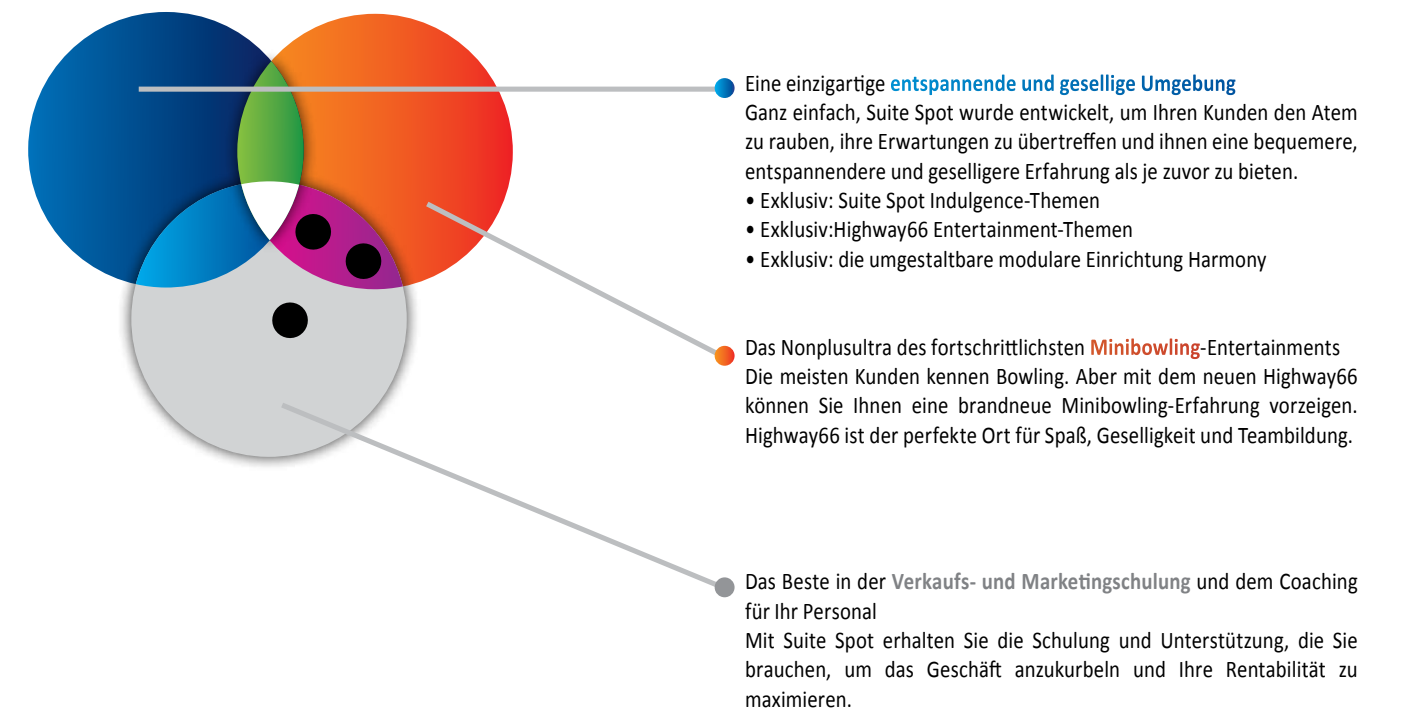 Eine einzigartige entspannende und gesellige Umgebung
Ganz einfach, Suite Spot wurde entwickelt, um Ihren Kunden den Atem
zu rauben, ihre Erwartungen zu übertreffen und ihnen eine bequemere,
entspannendere und geselligere Erfahrung als je zuvor zu bieten.
• Exklusiv: Suite Spot Indulgence-Themen
• Exklusiv:Highway66 Entertainment-Themen
• Exklusiv: die umgestaltbare modulare Einrichtung Harmony
Das Nonplusultra des fortschrittlichsten Minibowling-Entertainments
Die meisten Kunden kennen Bowling. Aber mit dem neuen Highway66
können Sie Ihnen eine brandneue Minibowling-Erfahrung vorzeigen.
Highway66 ist der perfekte Ort für Spaß, Geselligkeit und Teambildung.
Das Beste in der Verkaufs- und Marketingschulung und dem Coaching
für Ihr Personal
Mit Suite Spot erhalten Sie die Schulung und Unterstützung, die Sie
brauchen, um das Geschäft anzukurbeln und Ihre Rentabilität zu
maximieren.